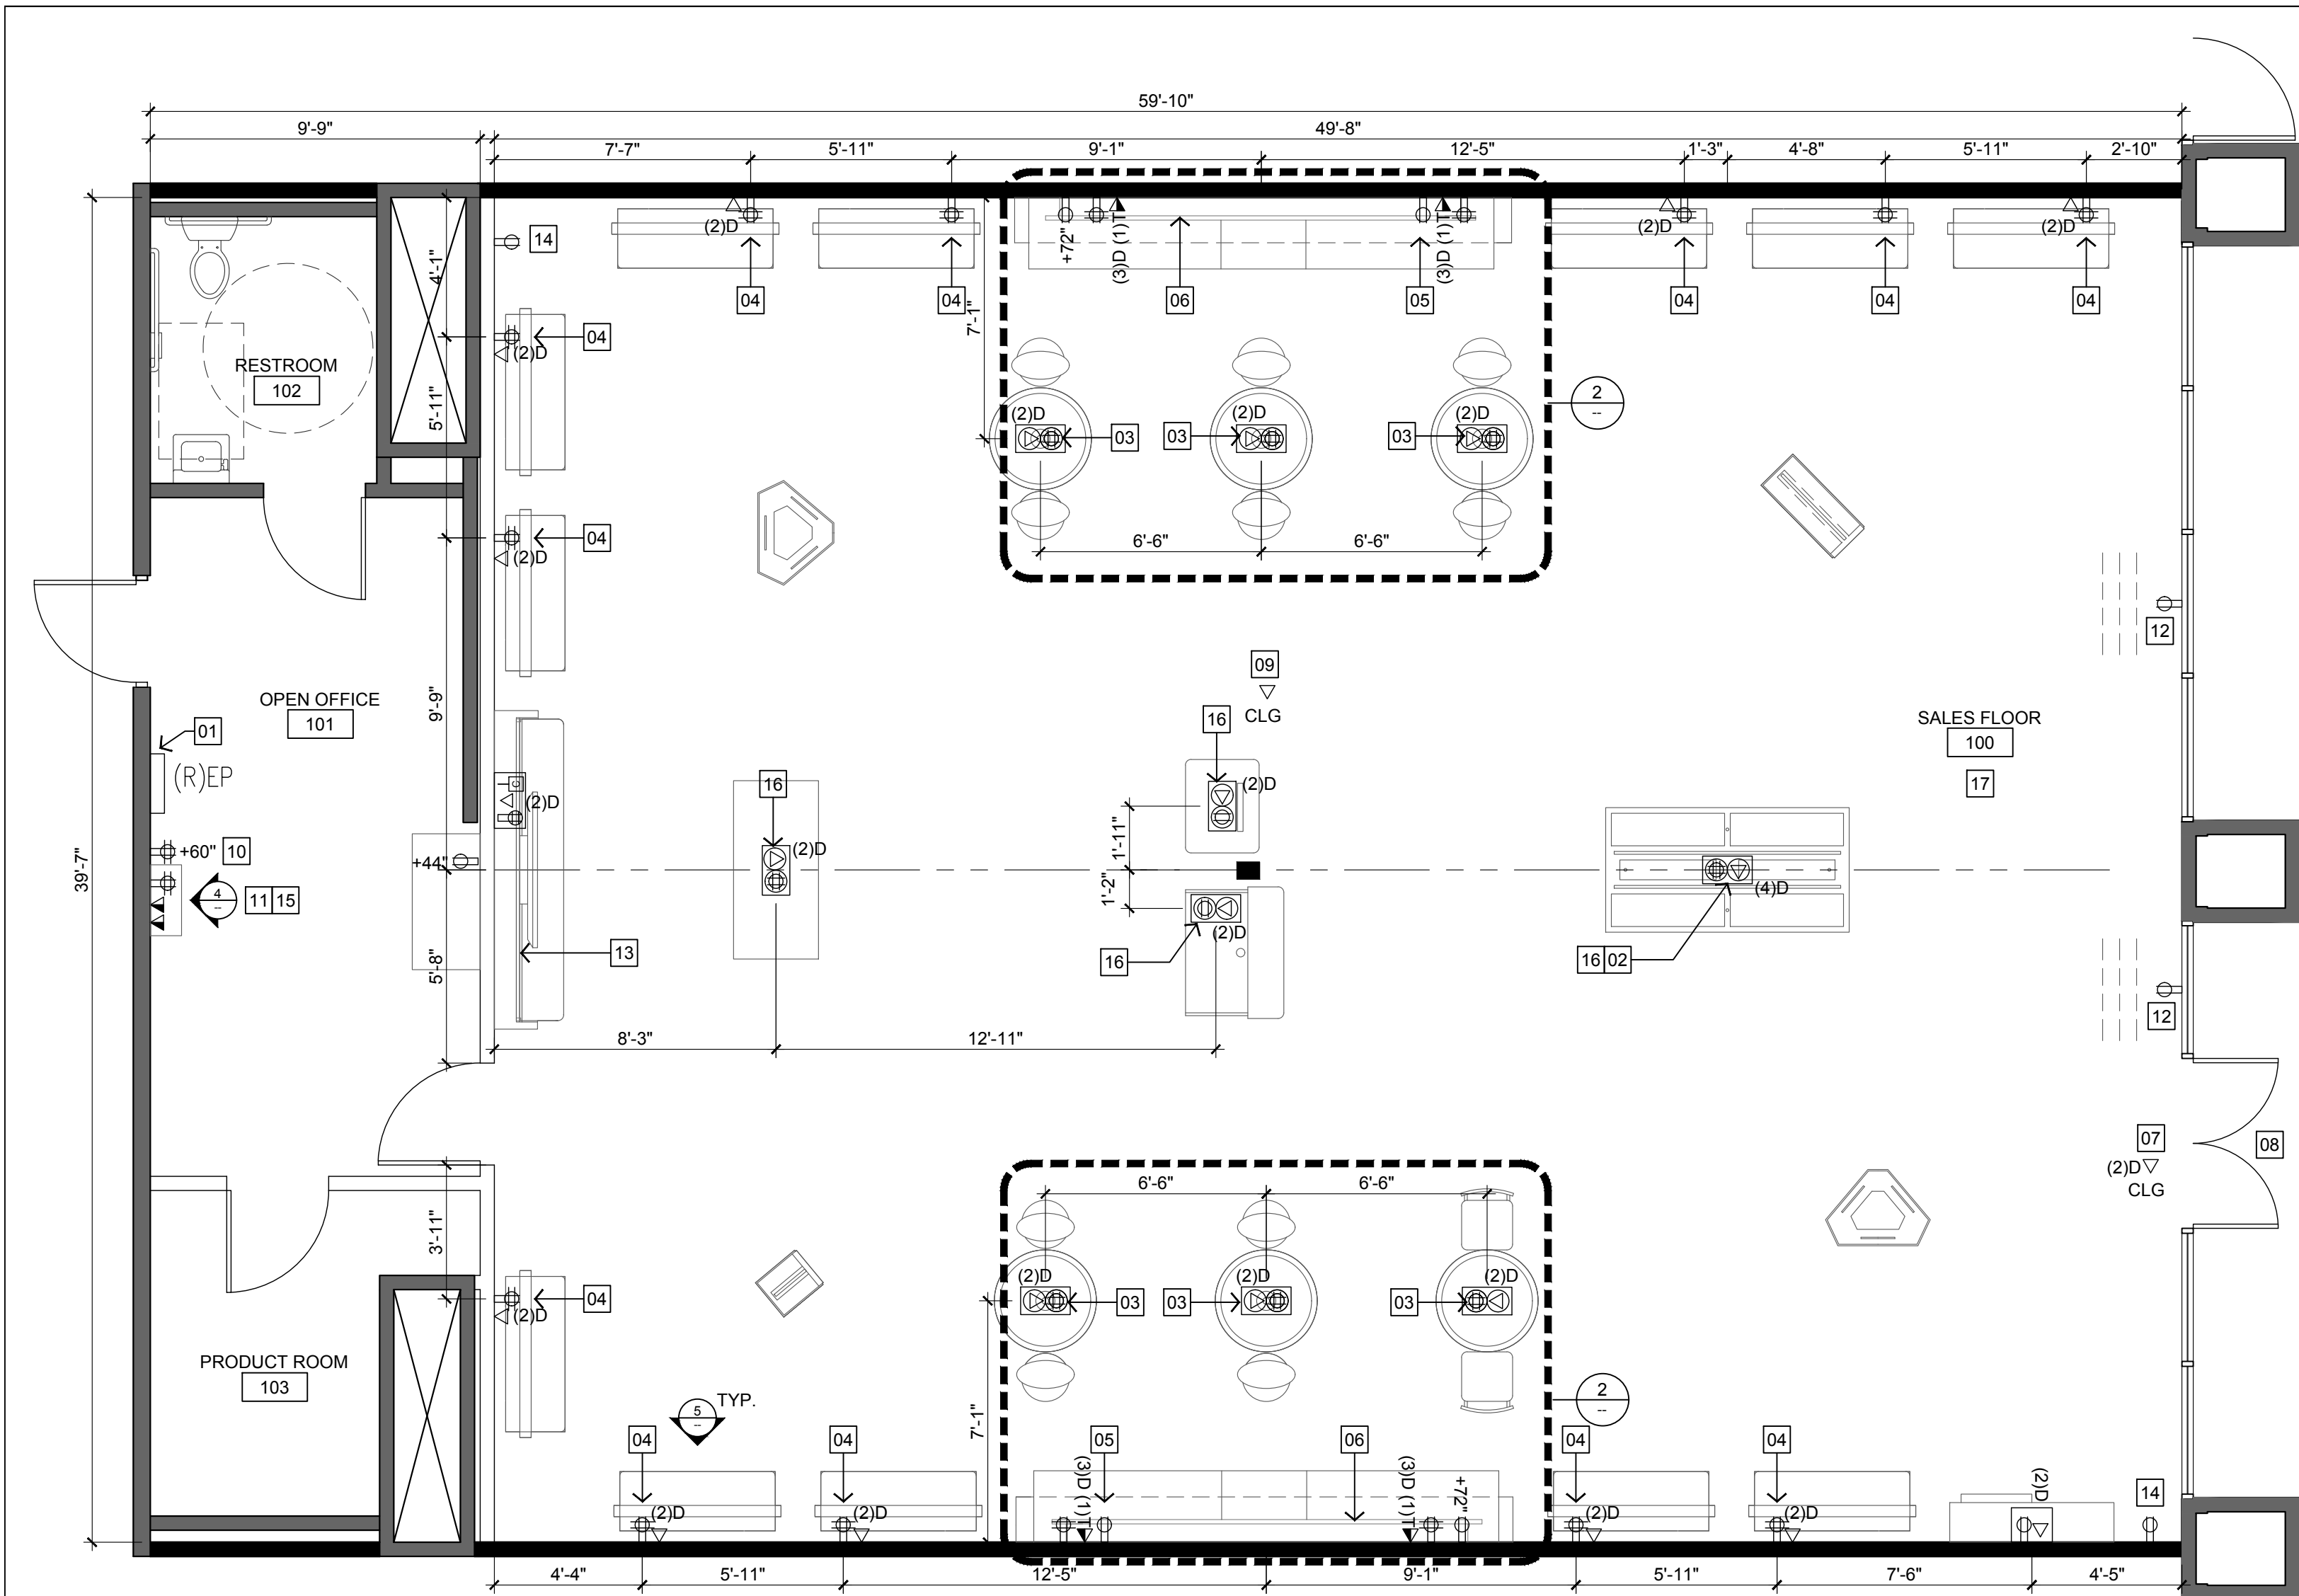 59'-10"
9'-9"
49'-8"
7'-7"
5'-11"
9'-1"
12'-5"
1'-3"
4'-8"
5'-11"
2'-10"
14
(2)D
04
04
+72"
(3)D (1)T
06
05
(3)D (1)T
(2)D
04
04
(2)D
04
4'-1"
04
(2)D
7'-1"
RESTROOM
102
5'-11"
(2)D
03
03
(2)D
03
(2)D
2
--
04
(2)D
6'-6"
6'-6"
12
09
CLG
OPEN OFFICE
101
01
(R)EP
9'-9"
SALES FLOOR
100
17
16
(2)D
16
(2)D
(2)D
1'-11"
39'-7"
+60"
10
+44"
4
--
11
15
1'-2"
(4)D
(2)D
16
16
02
13
5'-8"
12
8'-3"
12'-11"
07
08
(2)D
CLG
6'-6"
6'-6"
3'-11"
(2)D
03
03
(2)D
03
(2)D
04
(2)D
PRODUCT ROOM
103
5
--
TYP.
2
--
7'-1"
04
(2)D
04
(2)D
05
(3)D (1)T
06
(3)D (1)T
+72"
04
(2)D
04
(2)D
(2)D
14
4'-4"
5'-11"
12'-5"
9'-1"
5'-11"
7'-6"
4'-5"